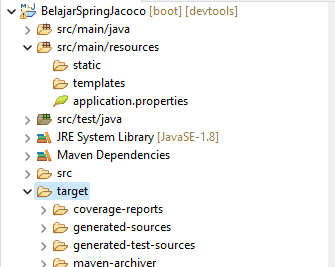 BelajarSpringJacoco [boot] [devtools]
src/main/java
src/main/resources
static
templates
application.properties
src/test/java
JRE System Library [JavaSE-1.8]
Maven Dependencies
src
target
coverage-reports
generated-sources
generated-test-sources
maven-archiver